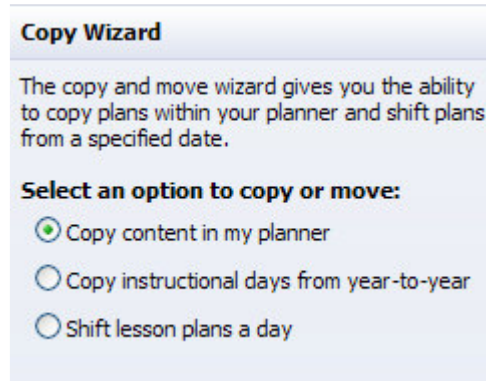 Copy Wizard
The copy and move wizard gives you the ability
to copy plans within your planner and shift plans
from a specified date.
Select an option to copy or move:
Copy content in my planner
Copy instructional days from year-to-year
Shift lesson plans a day